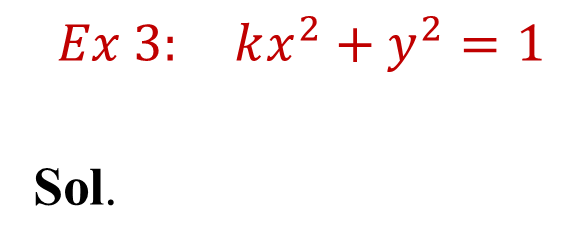 Ex 3: kx² + y² = 1
Sol.